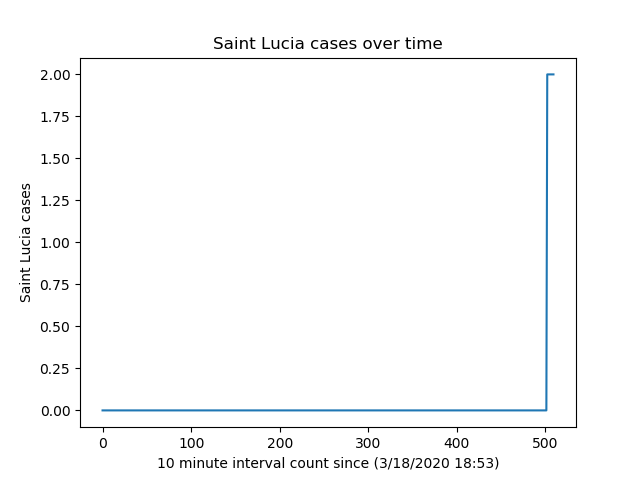 Saint Lucia cases over time
Saint Lucia cases
2.00
1.75
1.50
1.25
1.00
0.75
0.50
0.25
0.00
0 100 200 300 400 500
10 minute interval count since (3/18/2020 18:53)